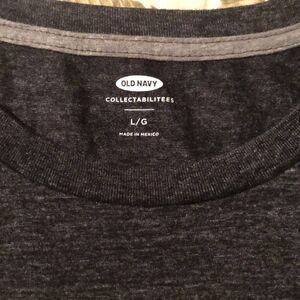 OLD NAVY
COLLECTABILITEES
L/G
MADE IN MEXICO